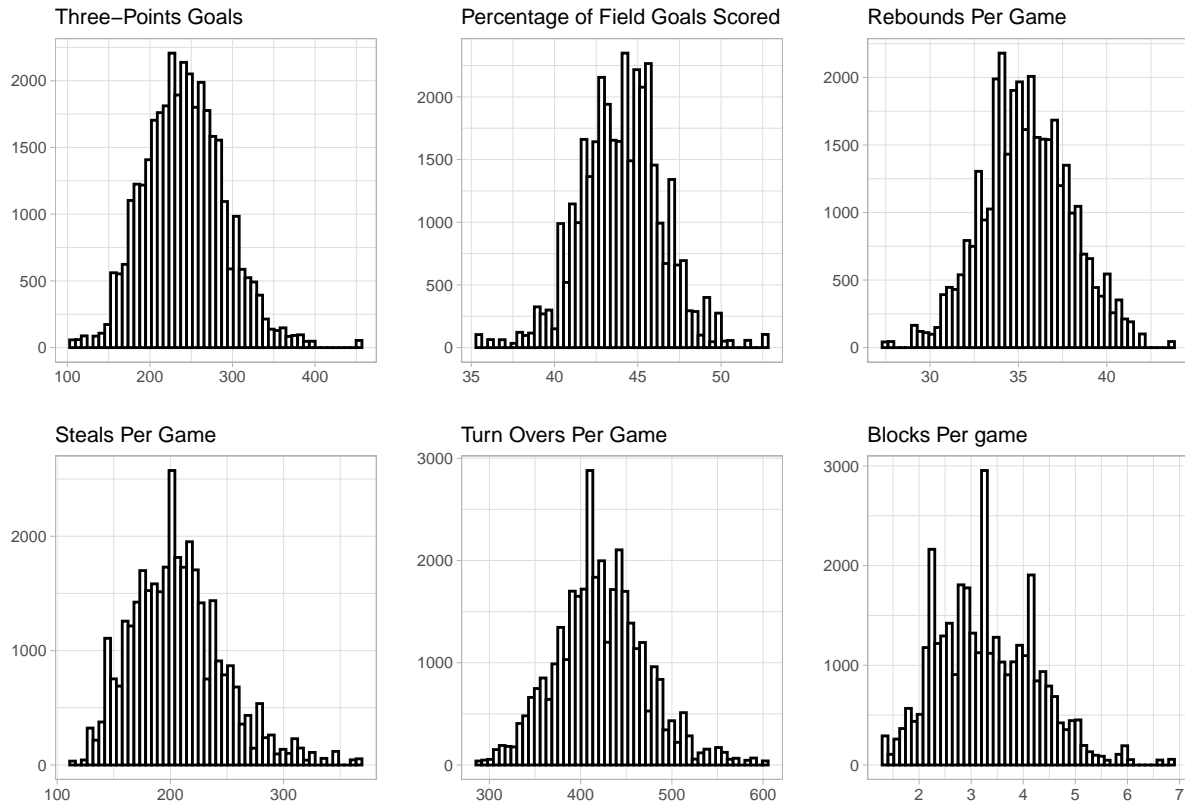 Three−Points Goals
Percentage of Field Goals Scored
Rebounds Per Game
2000
1500
1000
500
0
100 200 300 400
2000
1500
1000
500
0
35 40 45 50
2000
1500
1000
500
0
30 35 40
Steals Per Game
Turn Overs Per Game
Blocks Per game
2000
1000
0
100 200 300
3000
2000
1000
0
300 400 500 600
3000
2000
1000
0
2 3 4 5 6 7